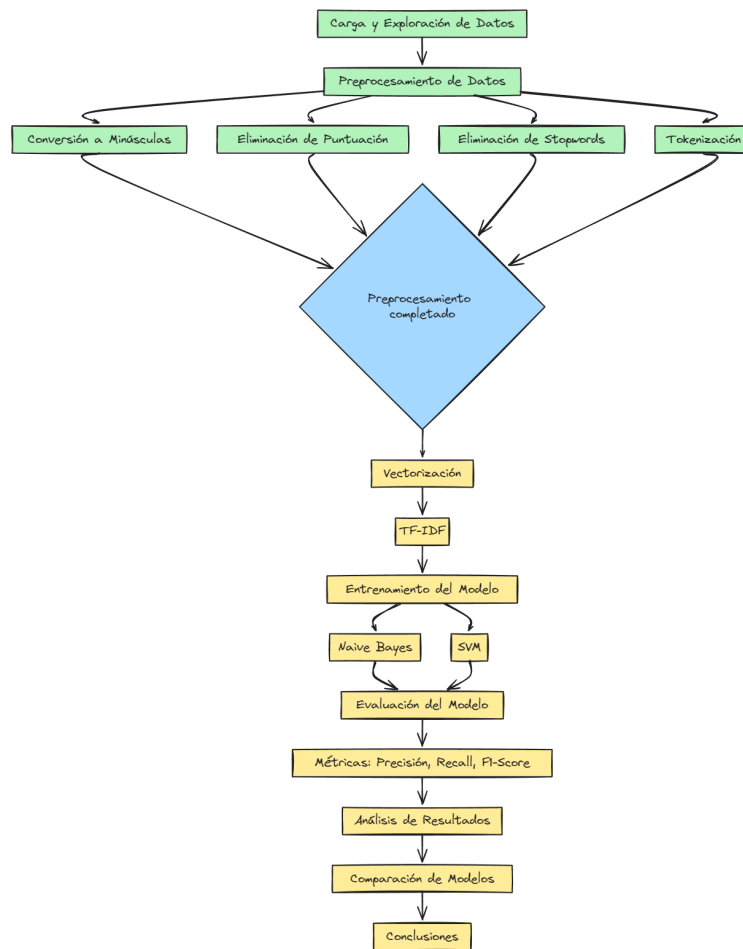 Carga y Exploración de Datos
Preprocesamiento de Datos
Conversión a Minúsculas
Eliminación de Puntuación
Eliminación de Stopwords
Tokenización
Preprocesamiento
completado
Vectorización
TF-IDF
Entrenamiento del Modelo
Naive Bayes
SVM
Evaluación del Modelo
Métricas: Precisión, Recall, F1-Score
Análisis de Resultados
Comparación de Modelos
Conclusiones